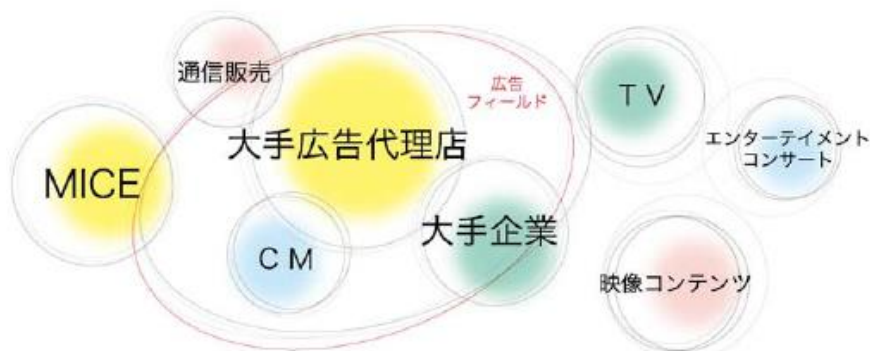 通信販売
広告
フィールド
TV
大手広告代理店
エンターテイメント
コンサート
MICE
大手企業
CM
映像コンテンツ